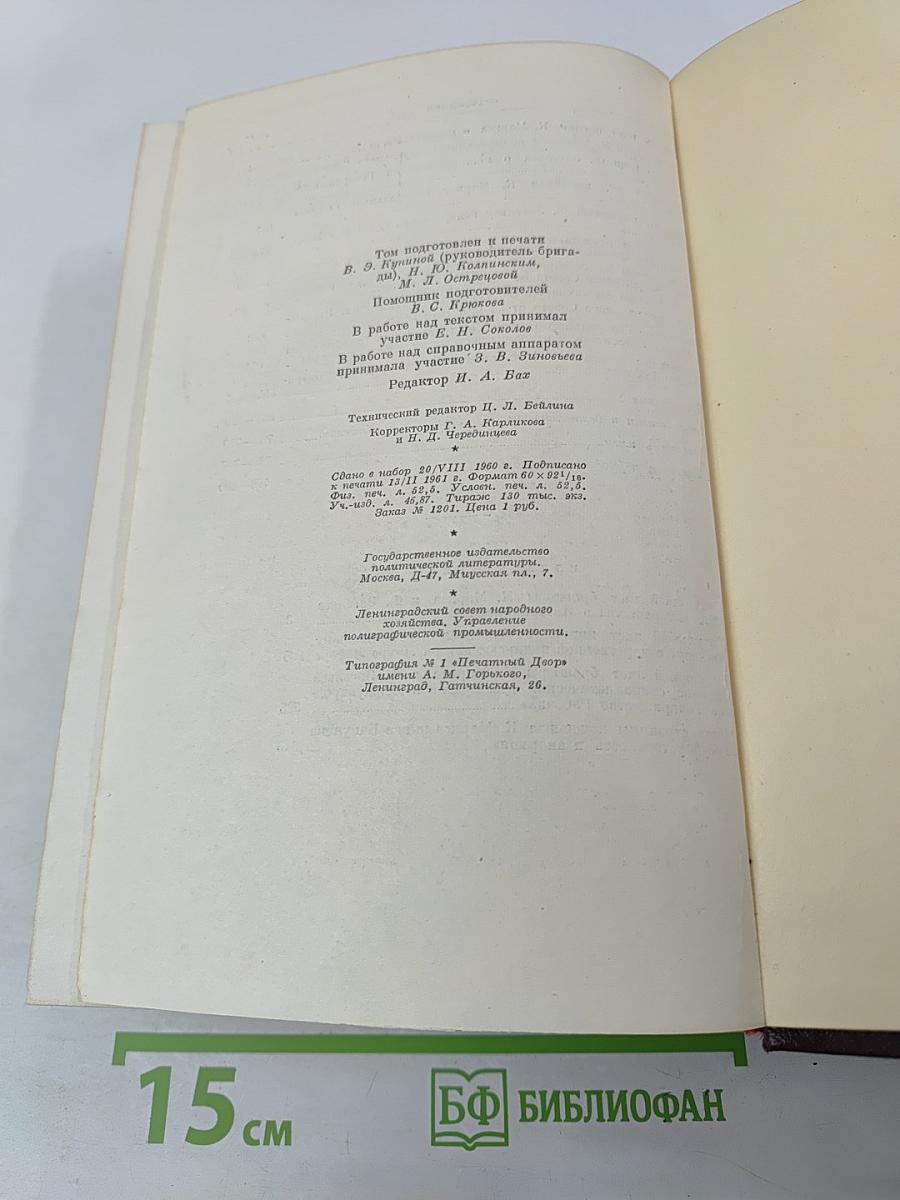 Том подготовлен к печати
В. Э. Куниной (руководитель брига-
ды), Н. Ю. Колпинским,
М. Л. Острецовой
Помощник подготовителей
В. С. Крюкова
В работе над текстом принимал
участие Е. Н. Соколов
В работе над справочным аппаратом
принимала участие З. В. Зиновьева
Редактор И. А. Бах
Технический редактор Ц. Л. Бейлина
Корректоры Г. А. Карликова
и Н. Д. Черединцева
*
Сдано в набор 20/VIII 1960 г. Подписано
к печати 13/II 1961 г. Формат 60×92 1/16.
Физ. печ. л. 52,5. Условн. печ. л. 52,5.
Уч.-изд. л. 45,87. Тираж 130 тыс. экз.
Заказ № 1201. Цена 1 руб.
*
Государственное издательство
политической литературы.
Москва, Д-47, Миусская пл., 7.
*
Ленинградский совет народного
хозяйства. Управление
полиграфической промышленности.
Типография № 1 «Печатный Двор»
имени А. М. Горького,
Ленинград, Гатчинская, 26.
15 см
БФ БИБЛИОФАН